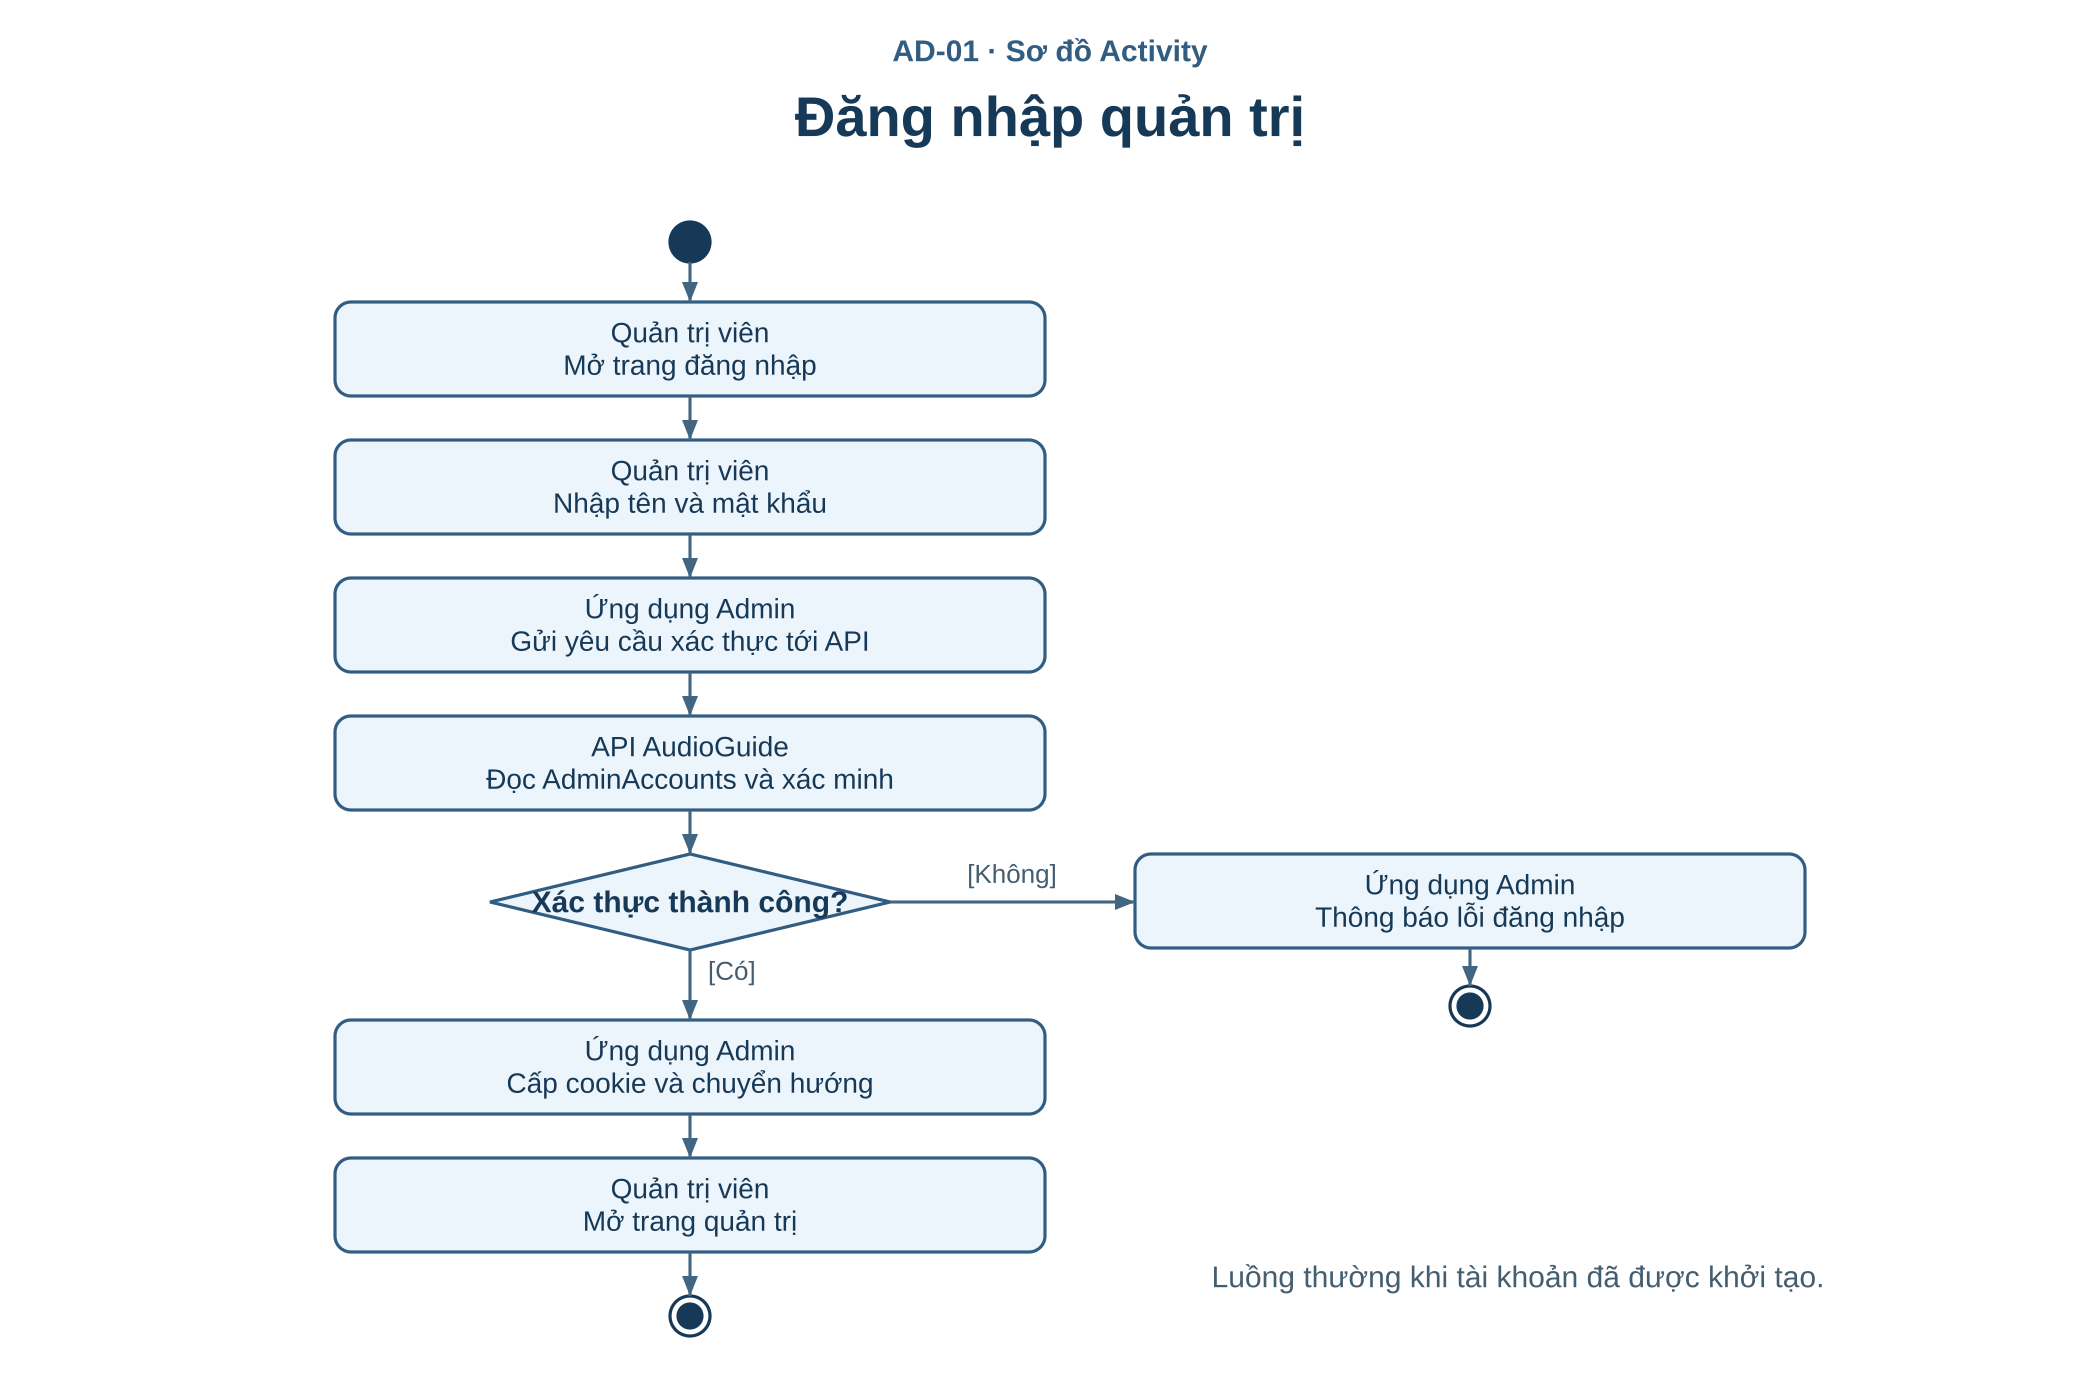 AD-01 · Sơ đồ Activity
Đăng nhập quản trị
Quản trị viên
Mở trang đăng nhập
Quản trị viên
Nhập tên và mật khẩu
Ứng dụng Admin
Gửi yêu cầu xác thực tới API
API AudioGuide
Đọc AdminAccounts và xác minh
Xác thực thành công?
[Không]
Ứng dụng Admin
Thông báo lỗi đăng nhập
[Có]
Ứng dụng Admin
Cấp cookie và chuyển hướng
Quản trị viên
Mở trang quản trị
Luồng thường khi tài khoản đã được khởi tạo.